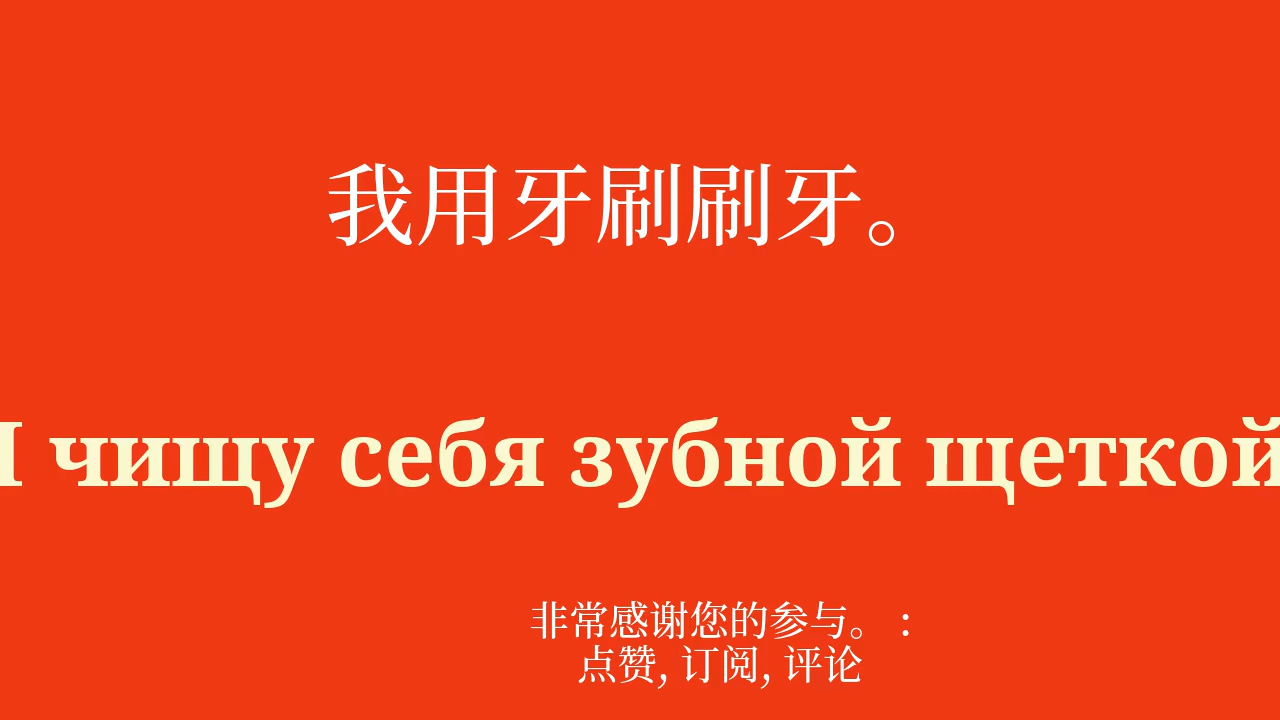 我用牙刷刷牙。
чищу себя зубной щеткой
非常感谢您的参与。 :
点赞, 订阅, 评论